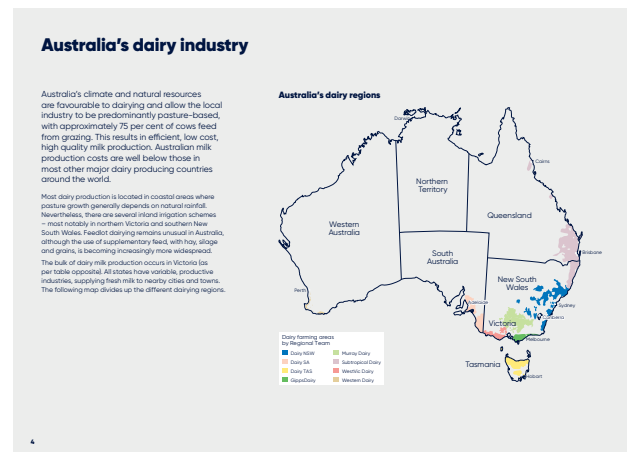 Australia's dairy industry
Australia's climate and natural resources
are favourable to dairying and allow the local
industry to be predominantly pasture-based,
with approximately 75 per cent of cows feed
from grazing. This results in efficient, low cost,
high quality milk production. Australian milk
production costs are well below those in
most other major dairy producing countries
around the world.
Most dairy production is located in coastal areas where
pasture growth generally depends on natural rainfall.
Nevertheless, there are several inland irrigation schemes
– most notably in northern Victoria and southern New
South Wales. Feedlot dairying remains unusual in Australia,
although the use of supplementary feed, with hay, silage
and grains, is becoming increasingly more widespread.
The bulk of dairy milk production occurs in Victoria (as
per table opposite). All states have variable, productive
industries, supplying fresh milk to nearby cities and towns.
The following map divides up the different dairying regions.
Australia's dairy regions
Cairns
Northern
Territory
Queensland
Western
Australia
South
Australia
Brisbane
New South
Wales
Perth
Adelaide
Sydney
Canberra
Victoria
Melbourne
Tasmania
Hobart
Dairy farming areas
by Regional Team
Dairy NSW
Dairy SA
Dairy TAS
GippsDairy
Murray Dairy
Subtropical Dairy
WestVic Dairy
Western Dairy
4